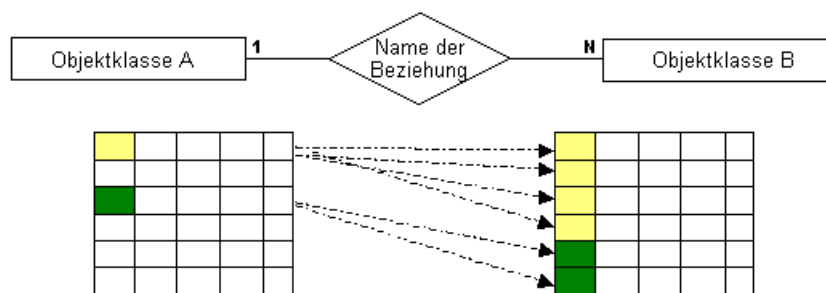 Objektklasse A
1
Name der
Beziehung
N
Objektklasse B